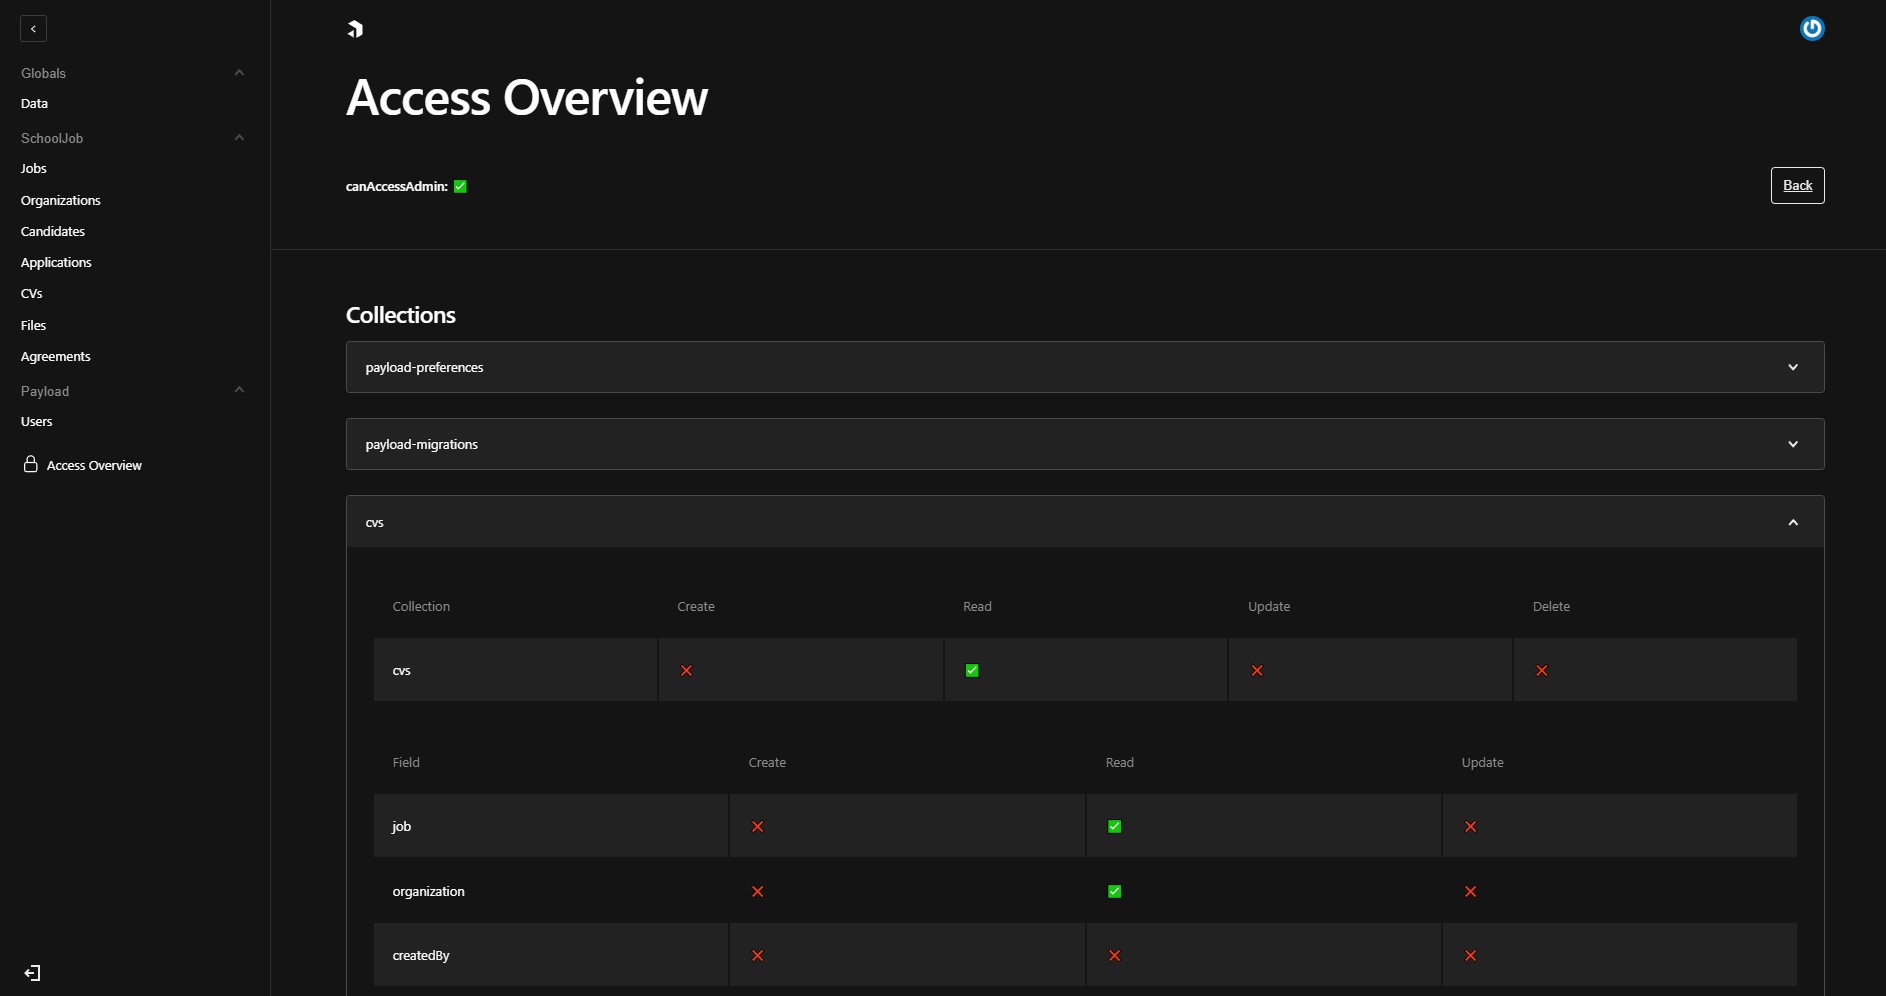 Globals
Data
SchoolJob
Jobs
Organizations
Candidates
Applications
CVs
Files
Agreements
Payload
Users
Access Overview
Access Overview
canAccessAdmin: ✅
Back
Collections
payload-preferences
payload-migrations
cvs
Collection Create Read Update Delete
cvs ❌ ✅ ❌ ❌
Field Create Read Update
job ❌ ✅ ❌
organization ❌ ✅ ❌
createdBy ❌ ❌ ❌